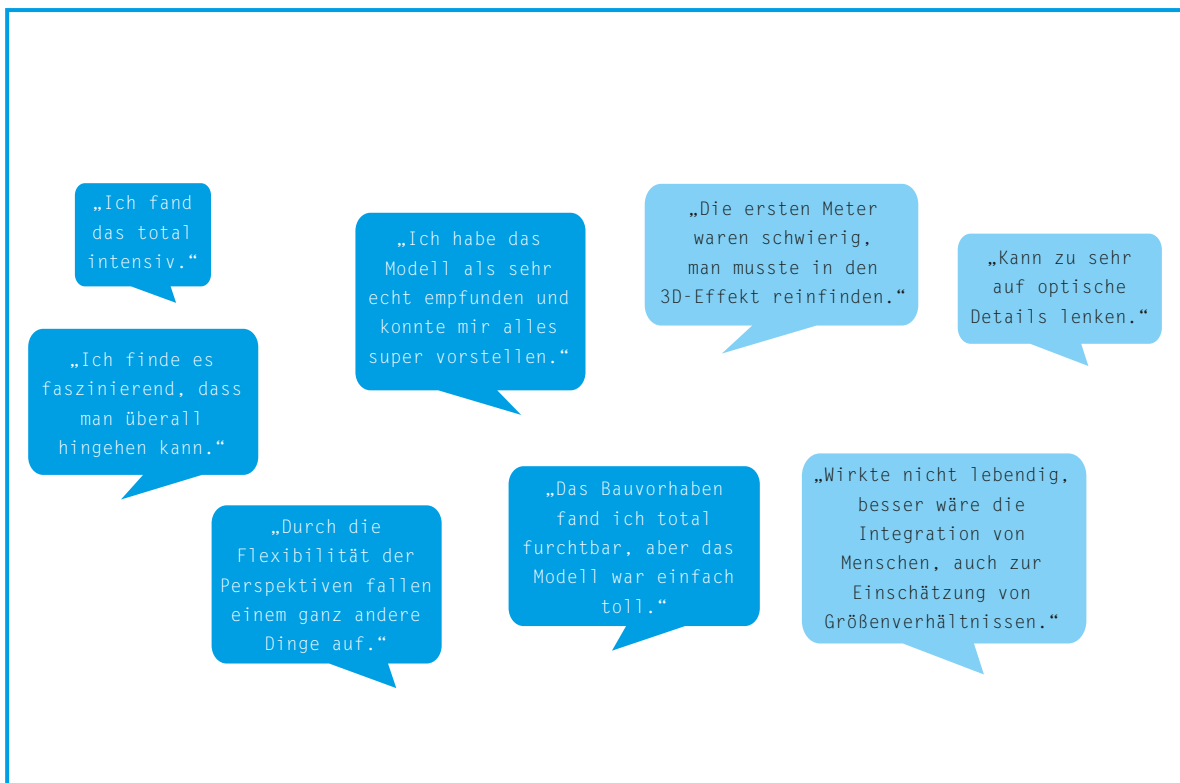 „Ich fand
das total
intensiv.“
„Ich habe das
Modell als sehr
echt empfunden und
konnte mir alles
super vorstellen.“
„Die ersten Meter
waren schwierig,
man musste in den
3D-Effekt reinfinden.“
„Kann zu sehr
auf optische
Details lenken.“
„Ich finde es
faszinierend, dass
man überall
hingehen kann.“
„Durch die
Flexibilität der
Perspektiven fallen
einem ganz andere
Dinge auf.“
„Das Bauvorhaben
fand ich total
furchtbar, aber das
Modell war einfach
toll.“
„Wirkte nicht lebendig,
besser wäre die
Integration von
Menschen, auch zur
Einschätzung von
Größenverhältnissen.“